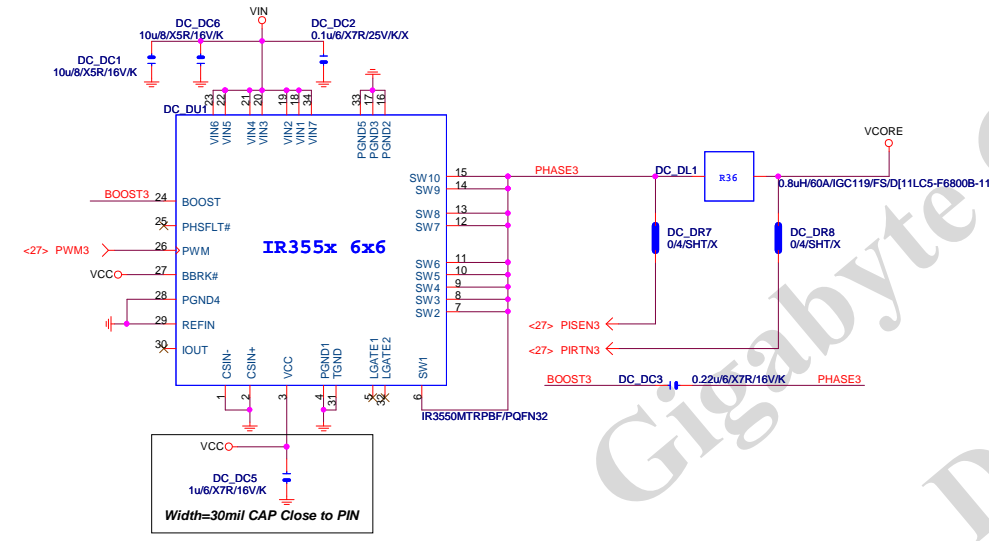 VIN
DC_DC6
10u/8/X5R/16V/K
DC_DC2
0.1u/6/X7R/25V/K/X
DC_DC1
10u/8/X5R/16V/K
DC_DU1
23 22 21 20 19 18 34 33 17 16
VIN6 VIN5 VIN4 VIN3 VIN2 VIN1 VIN7 PGND5 PGND3 PGND2
VCORE
BOOST3 24 BOOST
25 PHSFLT#
<27> PWM3 26 PWM
VCC 27 BBRK#
28 PGND4
29 REFIN
30 IOUT
IR355x 6x6
SW10 15
SW9 14
SW8 13
SW7 12
SW6 11
SW5 10
SW4 9
SW3 8
SW2 7
PHASE3
DC_DL1
R36
0.8uH/60A/IGC119/FS/D[11LC5-F6800B-11
DC_DR7
0/4/SHT/X
DC_DR8
0/4/SHT/X
<27> PISEN3
<27> PIRTN3
BOOST3 DC_DC3 0.22u/6/X7R/16V/K PHASE3
CSIN- CSIN+ VCC PGND1 TGND LGATE1 LGATE2 SW1
1 2 3 4 31 5 32 6
IR3550MTRPBF/PQFN32
VCC
DC_DC5
1u/6/X7R/16V/K
Width=30mil CAP Close to PIN
Gigabyte